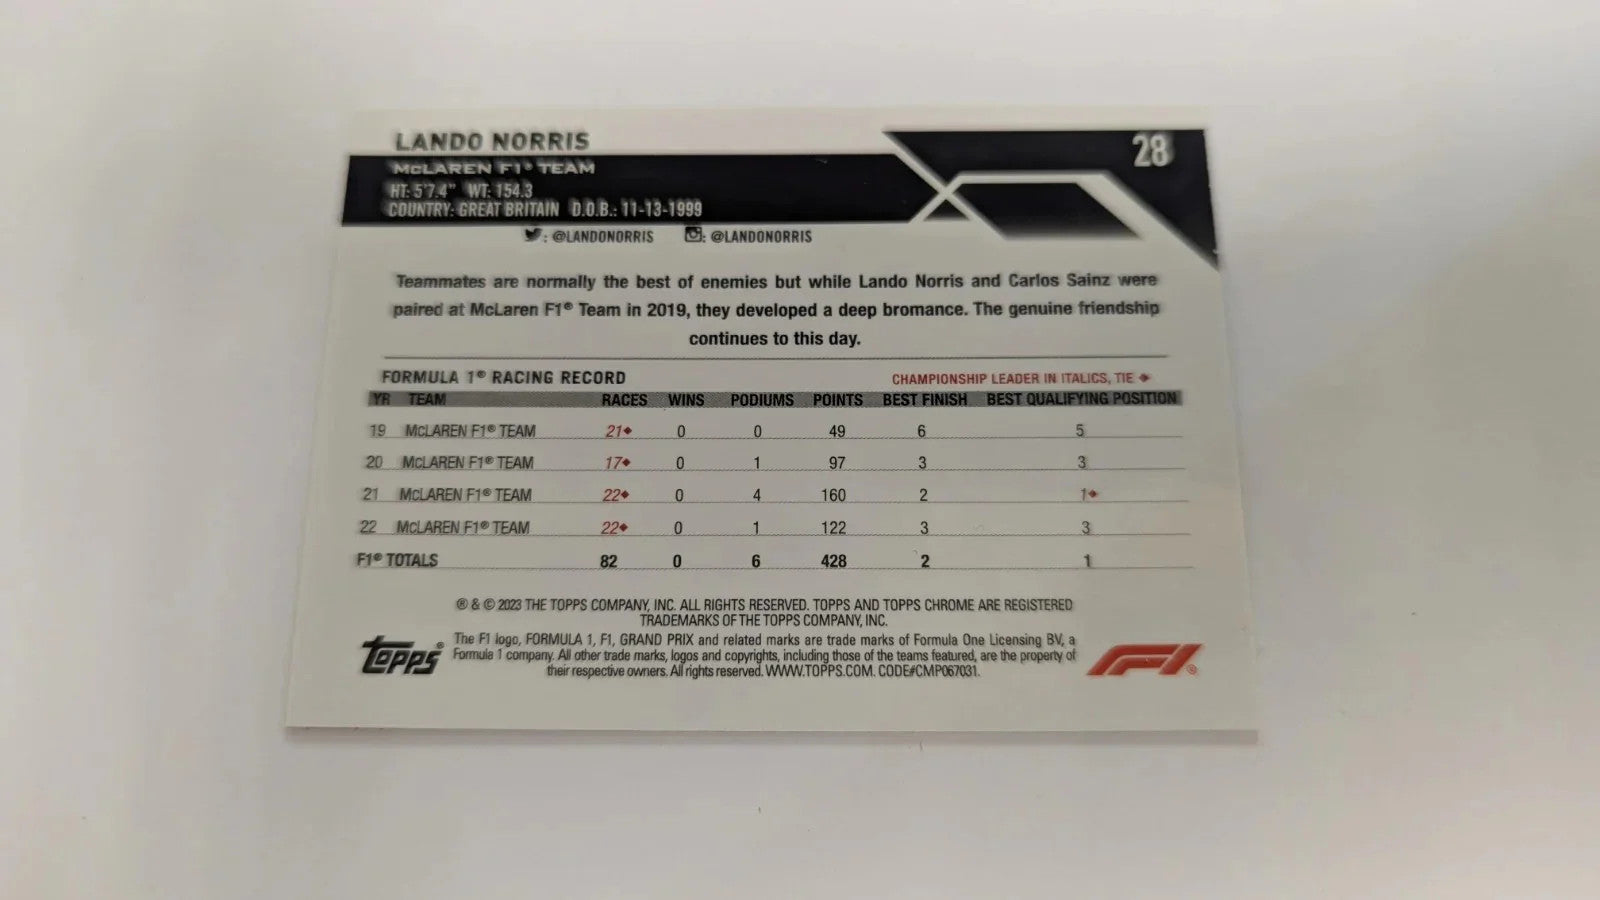 LANDO NORRIS
28
McLAREN F1® TEAM
HT: 5'7.4" WT: 154.3
COUNTRY: GREAT BRITAIN D.O.B.: 11-13-1999
: @LANDONORRIS : @LANDONORRIS
Teammates are normally the best of enemies but while Lando Norris and Carlos Sainz were
paired at McLaren F1® Team in 2019, they developed a deep bromance. The genuine friendship
continues to this day.
FORMULA 1® RACING RECORD CHAMPIONSHIP LEADER IN ITALICS, TIE ◆
YR TEAM RACES WINS PODIUMS POINTS BEST FINISH BEST QUALIFYING POSITION
19 McLAREN F1® TEAM 21◆ 0 0 49 6 5
20 McLAREN F1® TEAM 17◆ 0 1 97 3 3
21 McLAREN F1® TEAM 22◆ 0 4 160 2 1◆
22 McLAREN F1® TEAM 22◆ 0 1 122 3 3
F1® TOTALS 82 0 6 428 2 1
® & © 2023 THE TOPPS COMPANY, INC. ALL RIGHTS RESERVED. TOPPS AND TOPPS CHROME ARE REGISTERED
TRADEMARKS OF THE TOPPS COMPANY, INC.
The F1 logo, FORMULA 1, F1, GRAND PRIX and related marks are trade marks of Formula One Licensing BV, a
Formula 1 company. All other trade marks, logos and copyrights, including those of the teams featured, are the property of
their respective owners. All rights reserved. WWW.TOPPS.COM. CODE#CMP067031.
topps®
F1®